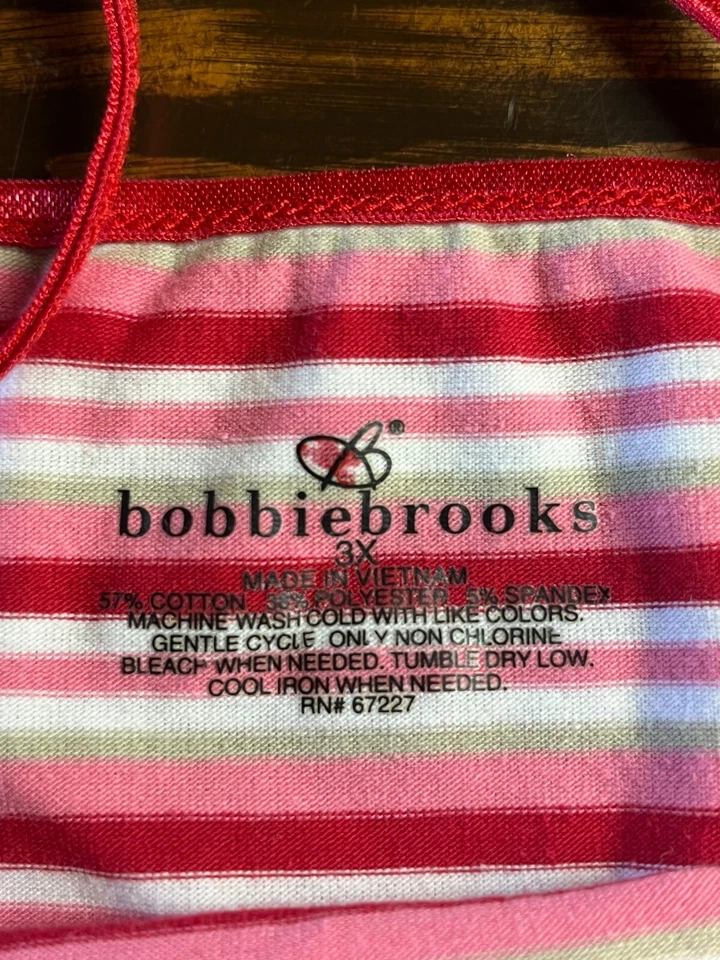 ®
bobbiebrooks
3X
MADE IN VIETNAM
57% COTTON 38% POLYESTER 5% SPANDEX
MACHINE WASH COLD WITH LIKE COLORS.
GENTLE CYCLE ONLY NON CHLORINE
BLEACH WHEN NEEDED. TUMBLE DRY LOW.
COOL IRON WHEN NEEDED.
RN# 67227